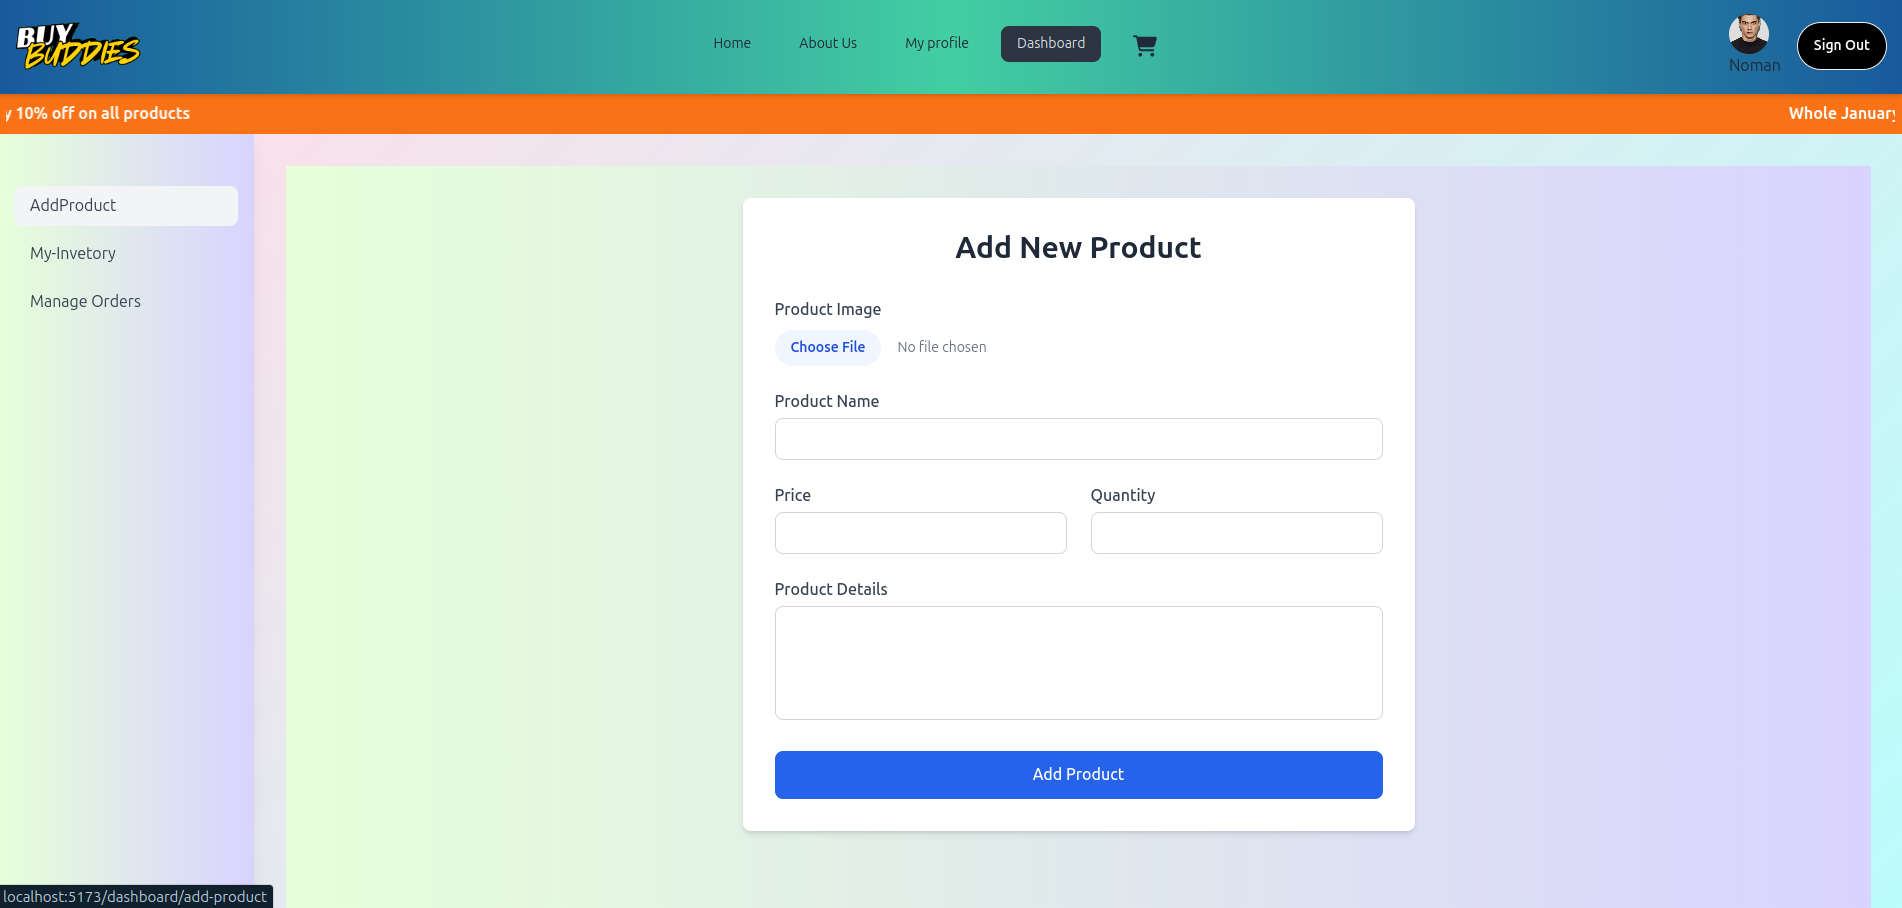 BUY
BUDDIES
Home
About Us
My profile
Dashboard
Noman
Sign Out
y 10% off on all products
Whole January
AddProduct
My-Invetory
Manage Orders
Add New Product
Product Image
Choose File
No file chosen
Product Name
Price
Quantity
Product Details
Add Product
localhost:5173/dashboard/add-product